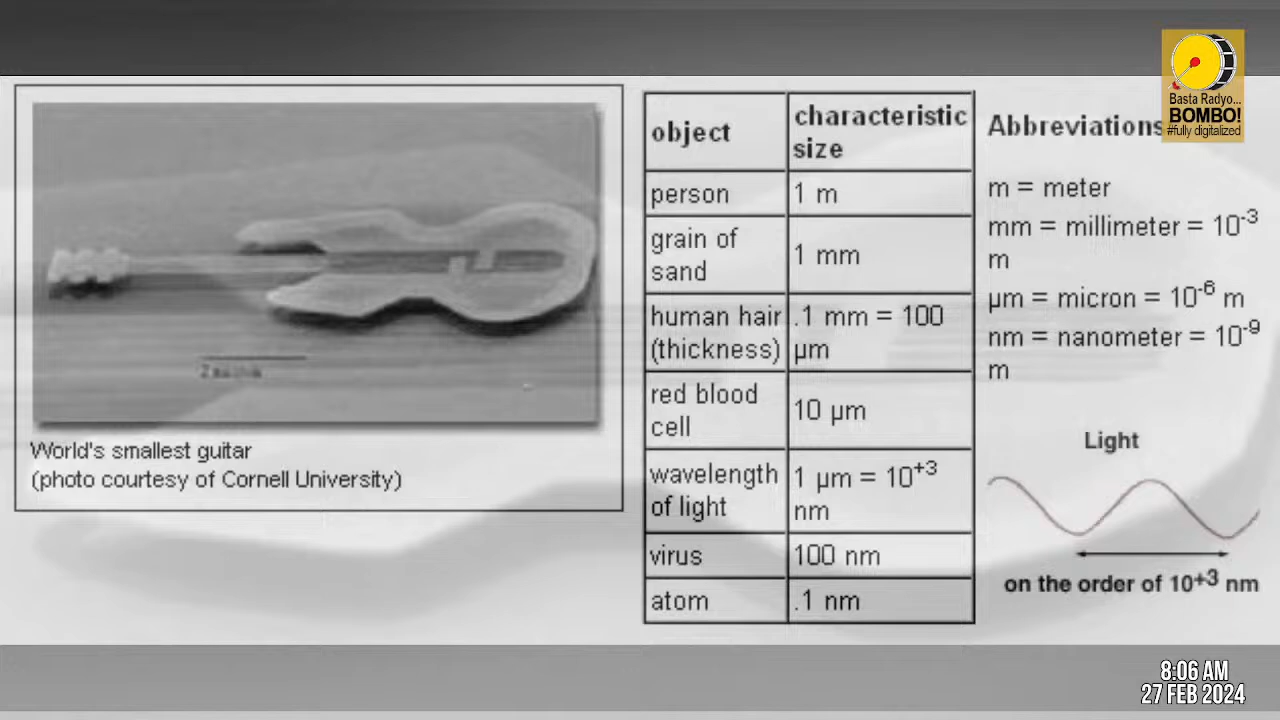 Basta Radyo...
BOMBO!
#fully digitalized
World's smallest guitar
(photo courtesy of Cornell University)
object characteristic size
person 1 m
grain of sand 1 mm
human hair (thickness) .1 mm = 100 µm
red blood cell 10 µm
wavelength of light 1 µm = 10⁺³ nm
virus 100 nm
atom .1 nm
Abbreviations
m = meter
mm = millimeter = 10⁻³
m
µm = micron = 10⁻⁶ m
nm = nanometer = 10⁻⁹
m
Light
on the order of 10⁺³ nm
8:06 AM
27 FEB 2024